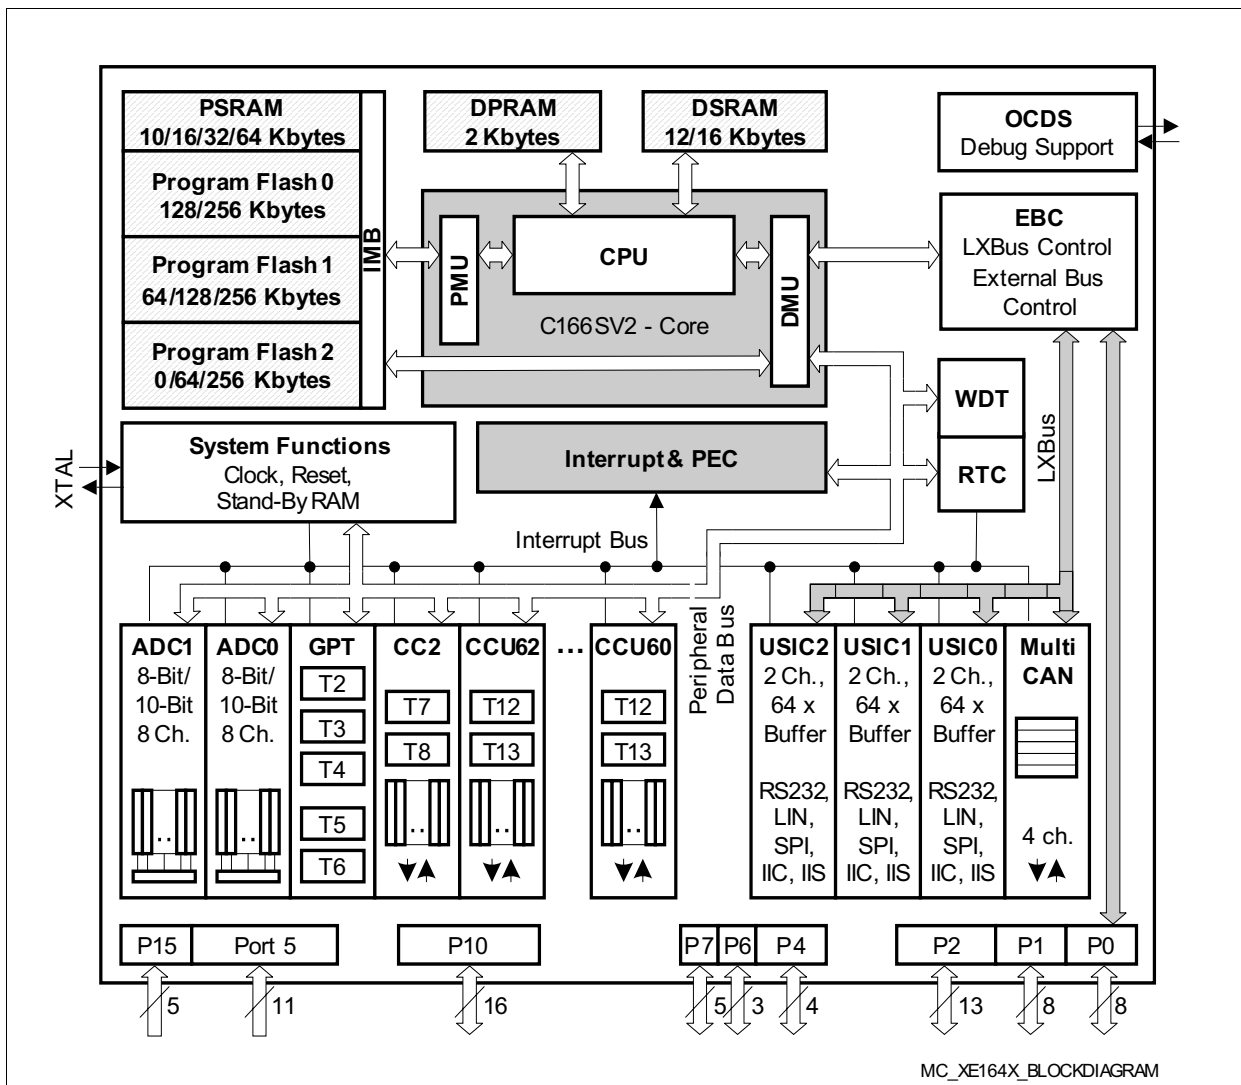 PSRAM
10/16/32/64 Kbytes
Program Flash 0
128/256 Kbytes
Program Flash 1
64/128/256 Kbytes
Program Flash 2
0/64/256 Kbytes
IMB
DPRAM
2 Kbytes
DSRAM
12/16 Kbytes
OCDS
Debug Support
PMU
CPU
DMU
C166SV2 - Core
EBC
LXBus Control
External Bus
Control
WDT
RTC
LXBus
XTAL
System Functions
Clock, Reset,
Stand-By RAM
Interrupt & PEC
Interrupt Bus
Peripheral
Data Bus
ADC1
8-Bit/
10-Bit
8 Ch.
ADC0
8-Bit/
10-Bit
8 Ch.
GPT
T2
T3
T4
T5
T6
CC2
T7
T8
CCU62
T12
T13
...
CCU60
T12
T13
USIC2
2 Ch.,
64 x
Buffer
RS232,
LIN,
SPI,
IIC, IIS
USIC1
2 Ch.,
64 x
Buffer
RS232,
LIN,
SPI,
IIC, IIS
USIC0
2 Ch.,
64 x
Buffer
RS232,
LIN,
SPI,
IIC, IIS
Multi
CAN
4 ch.
P15
Port 5
P10
P7
P6
P4
P2
P1
P0
5
11
16
5
3
4
13
8
8
MC_XE164X_BLOCKDIAGRAM